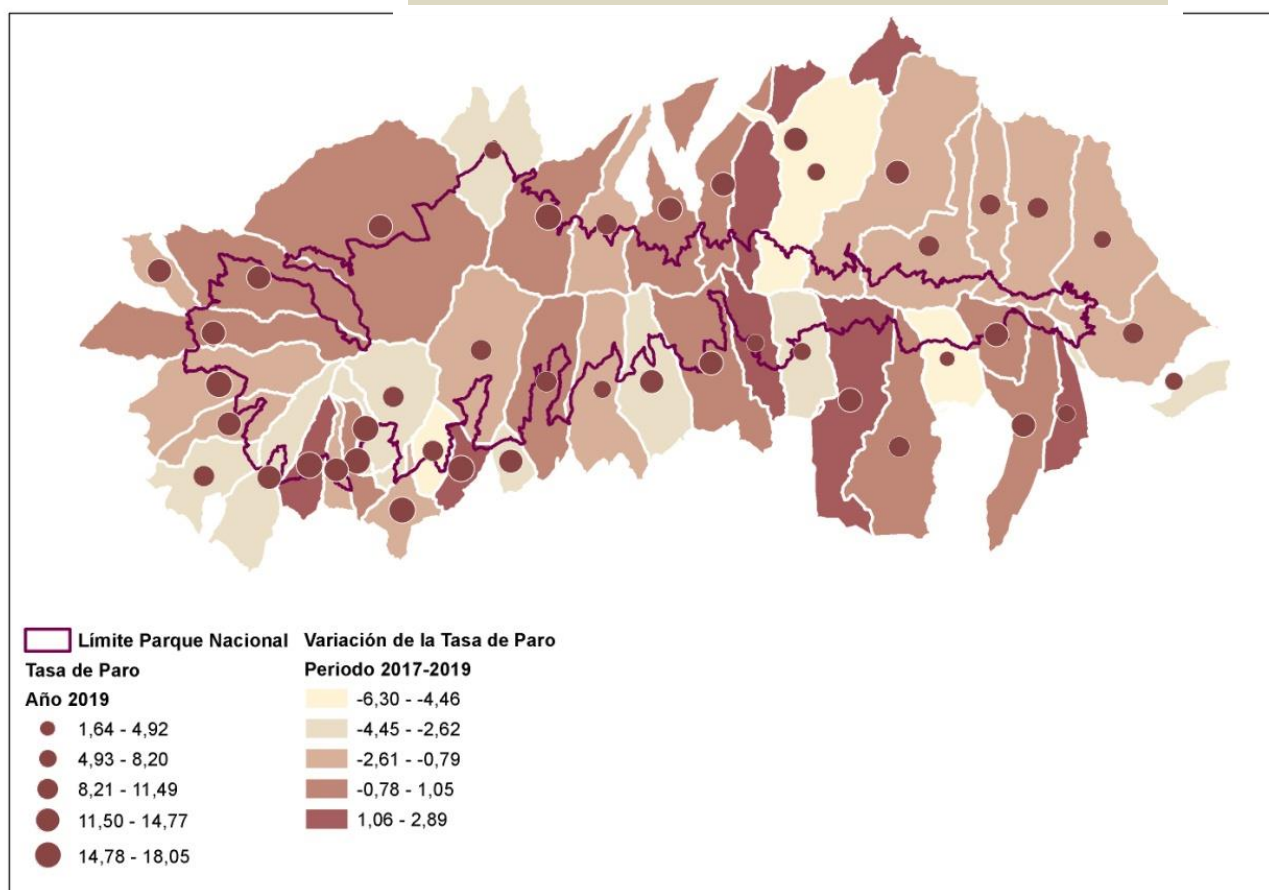 Límite Parque Nacional
Tasa de Paro
Año 2019
1,64 - 4,92
4,93 - 8,20
8,21 - 11,49
11,50 - 14,77
14,78 - 18,05
Variación de la Tasa de Paro
Periodo 2017-2019
-6,30 - -4,46
-4,45 - -2,62
-2,61 - -0,79
-0,78 - 1,05
1,06 - 2,89